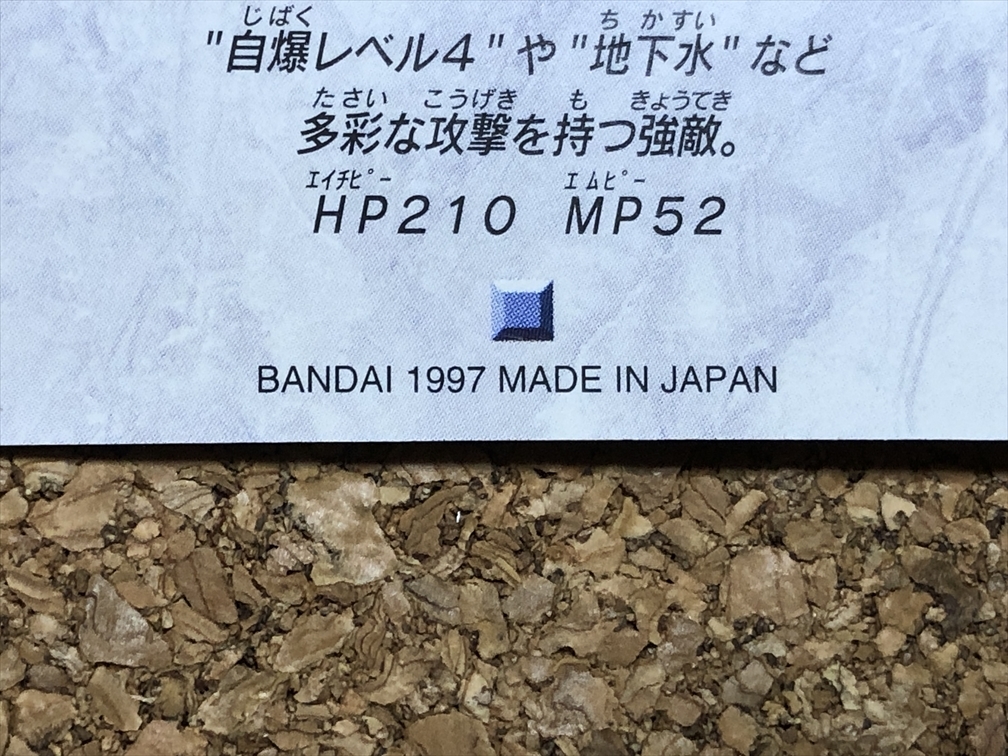 じばく ちかすい
"自爆レベル4"や"地下水"など
たさい こうげき も きょうてき
多彩な攻撃を持つ強敵。
エイチピー エムピー
HP210 MP52
BANDAI 1997 MADE IN JAPAN